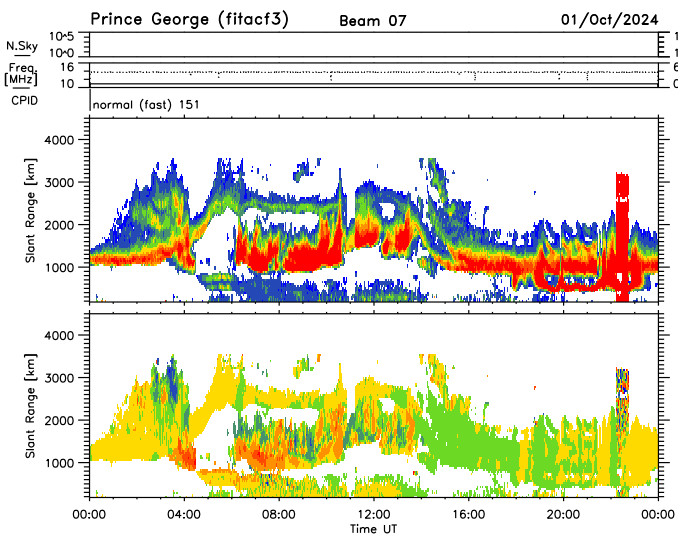 Prince George (fitacf3) Beam 07 01/Oct/2024
10^5
N.Sky
10^0
16 Freq. 6
[MHz]
10 0
CPID
normal (fast) 151
4000
3000
2000
1000
Slant Range [km]
4000
3000
2000
1000
Slant Range [km]
00:00 04:00 08:00 12:00 16:00 20:00 00:00
Time UT